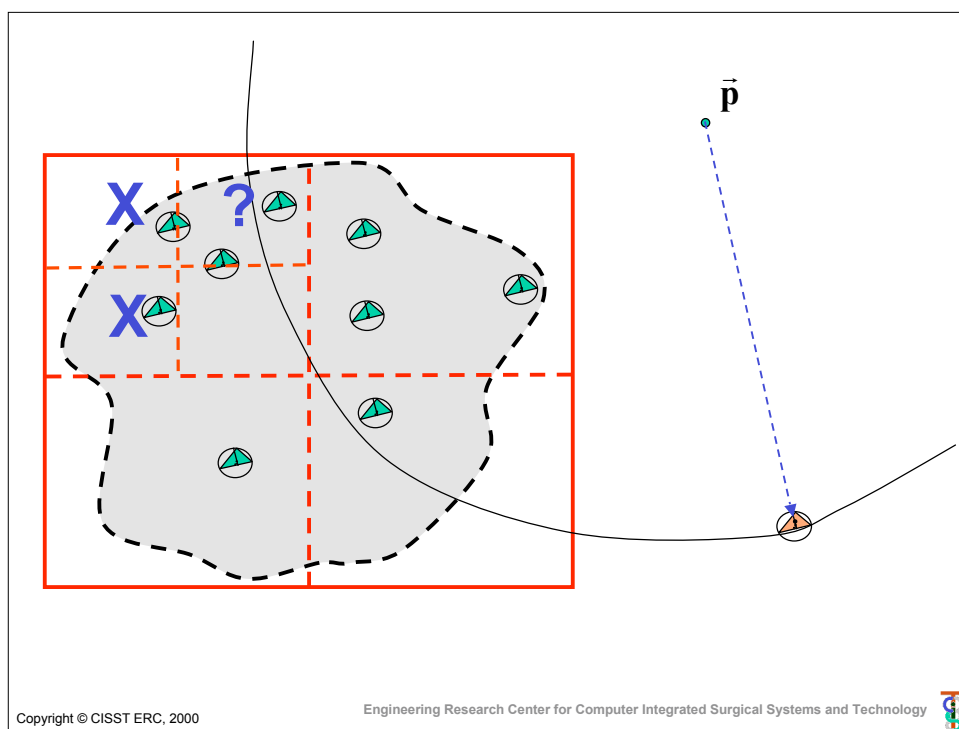 p
X
?
X
Copyright © CISST ERC, 2000
Engineering Research Center for Computer Integrated Surgical Systems and Technology